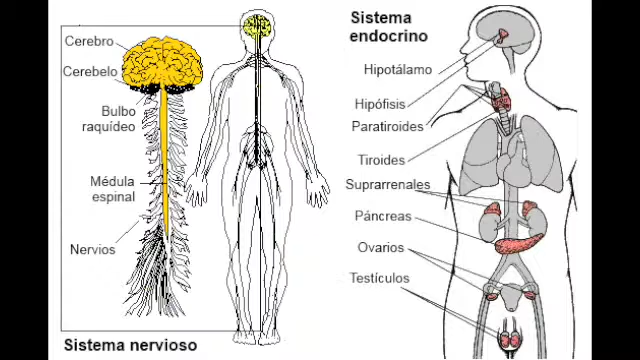 Cerebro
Cerebelo
Bulbo
raquídeo
Médula
espinal
Nervios
Sistema nervioso
Sistema
endocrino
Hipotálamo
Hipófisis
Paratiroides
Tiroides
Suprarrenales
Páncreas
Ovarios
Testículos